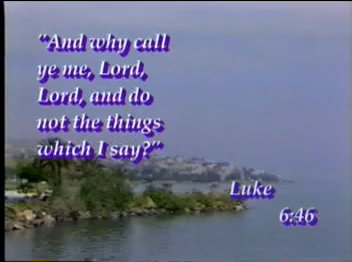 "And why call
ye me, Lord,
Lord, and do
not the things
which I say?"
Luke
6:46